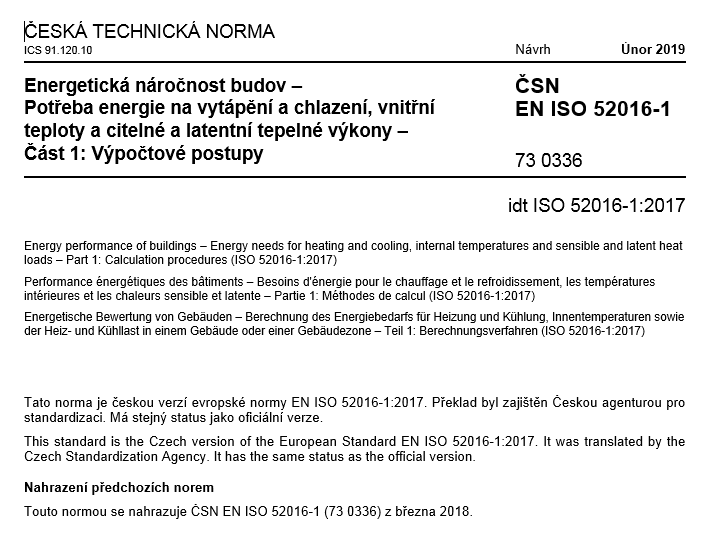 ČESKÁ TECHNICKÁ NORMA
ICS 91.120.10
Návrh
Únor 2019
Energetická náročnost budov –
Potřeba energie na vytápění a chlazení, vnitřní
teploty a citelné a latentní tepelné výkony –
Část 1: Výpočtové postupy
ČSN
EN ISO 52016-1
73 0336
idt ISO 52016-1:2017
Energy performance of buildings – Energy needs for heating and cooling, internal temperatures and sensible and latent heat
loads – Part 1: Calculation procedures (ISO 52016-1:2017)
Performance énergétiques des bâtiments – Besoins d'énergie pour le chauffage et le refroidissement, les températures
intérieures et les chaleurs sensible et latente – Partie 1: Méthodes de calcul (ISO 52016-1:2017)
Energetische Bewertung von Gebäuden – Berechnung des Energiebedarfs für Heizung und Kühlung, Innentemperaturen sowie
der Heiz- und Kühllast in einem Gebäude oder einer Gebäudezone – Teil 1: Berechnungsverfahren (ISO 52016-1:2017)
Tato norma je českou verzí evropské normy EN ISO 52016-1:2017. Překlad byl zajištěn Českou agenturou pro
standardizaci. Má stejný status jako oficiální verze.
This standard is the Czech version of the European Standard EN ISO 52016-1:2017. It was translated by the
Czech Standardization Agency. It has the same status as the official version.
Nahrazení předchozích norem
Touto normou se nahrazuje ČSN EN ISO 52016-1 (73 0336) z března 2018.